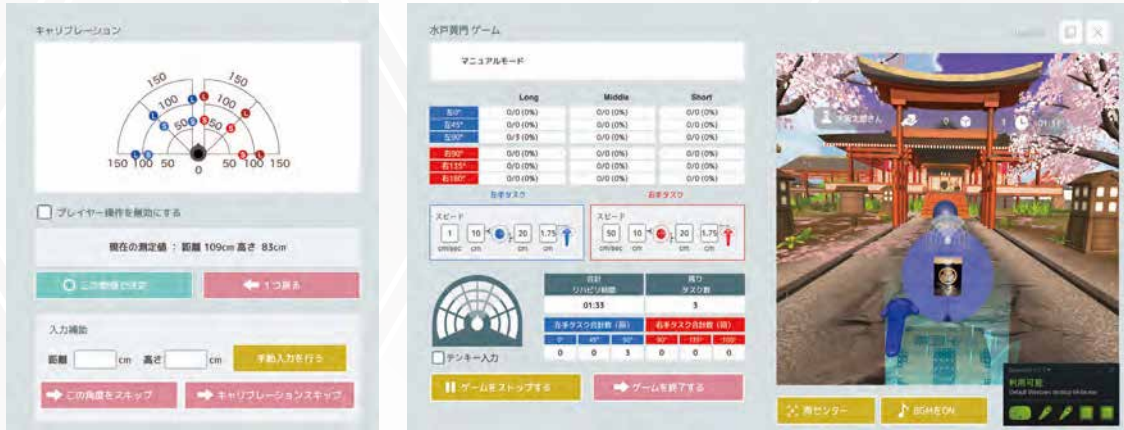 キャリブレーション
150 150
100 100
50 50
L L L L L L
S S S S S S
150 100 50 0 50 100 150
プレイヤー操作を無効にする
現在の測定値 : 距離 109cm 高さ 83cm
この数値で決定 1つ戻る
入力補助
距離 cm 高さ cm 手動入力を行う
この角度をスキップ キャリブレーションスキップ
水戸黄門 ゲーム
マニュアルモード
Long Middle Short
左0° 0/0 (0%) 0/0 (0%) 0/0 (0%)
左45° 0/0 (0%) 0/0 (0%) 0/0 (0%)
左90° 0/3 (0%) 0/0 (0%) 0/0 (0%)
右90° 0/0 (0%) 0/0 (0%) 0/0 (0%)
右135° 0/0 (0%) 0/0 (0%) 0/0 (0%)
右180° 0/0 (0%) 0/0 (0%) 0/0 (0%)
左手タスク 右手タスク
スピード スピード
1 10 20 1.75 50 10 20 1.75
cm/sec cm cm cm/sec cm cm
合計 残り
リハビリ時間 タスク数
01:33 3
左手タスク合計数(回) 右手タスク合計数(回)
0° 45° 90° 90° 135° 180°
0 0 3 0 0 0
テンキー入力
ゲームをストップする ゲームを終了する
さん 0 1 01:31
BGMをON
利用可能